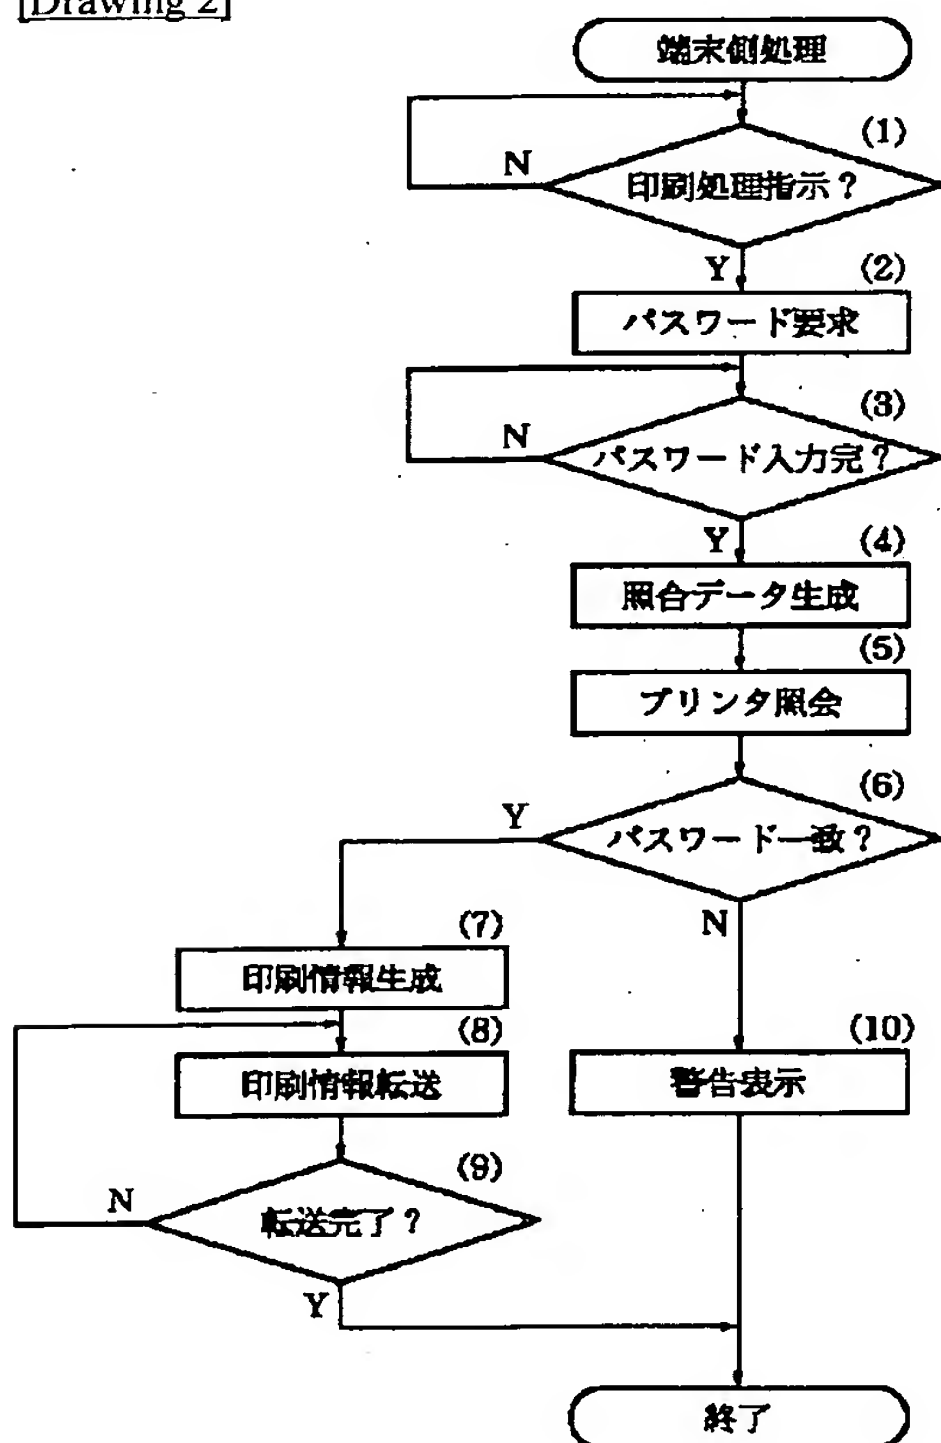 [Drawing 2]
端末側処理
(1)
N
印刷処理指示?
Y
(2)
パスワード要求
(3)
N
パスワード入力完?
Y
(4)
照合データ生成
(5)
プリンタ照会
(6)
Y
パスワード一致?
N
(7)
印刷情報生成
(8)
印刷情報転送
(10)
警告表示
(9)
N
転送完了?
Y
終了